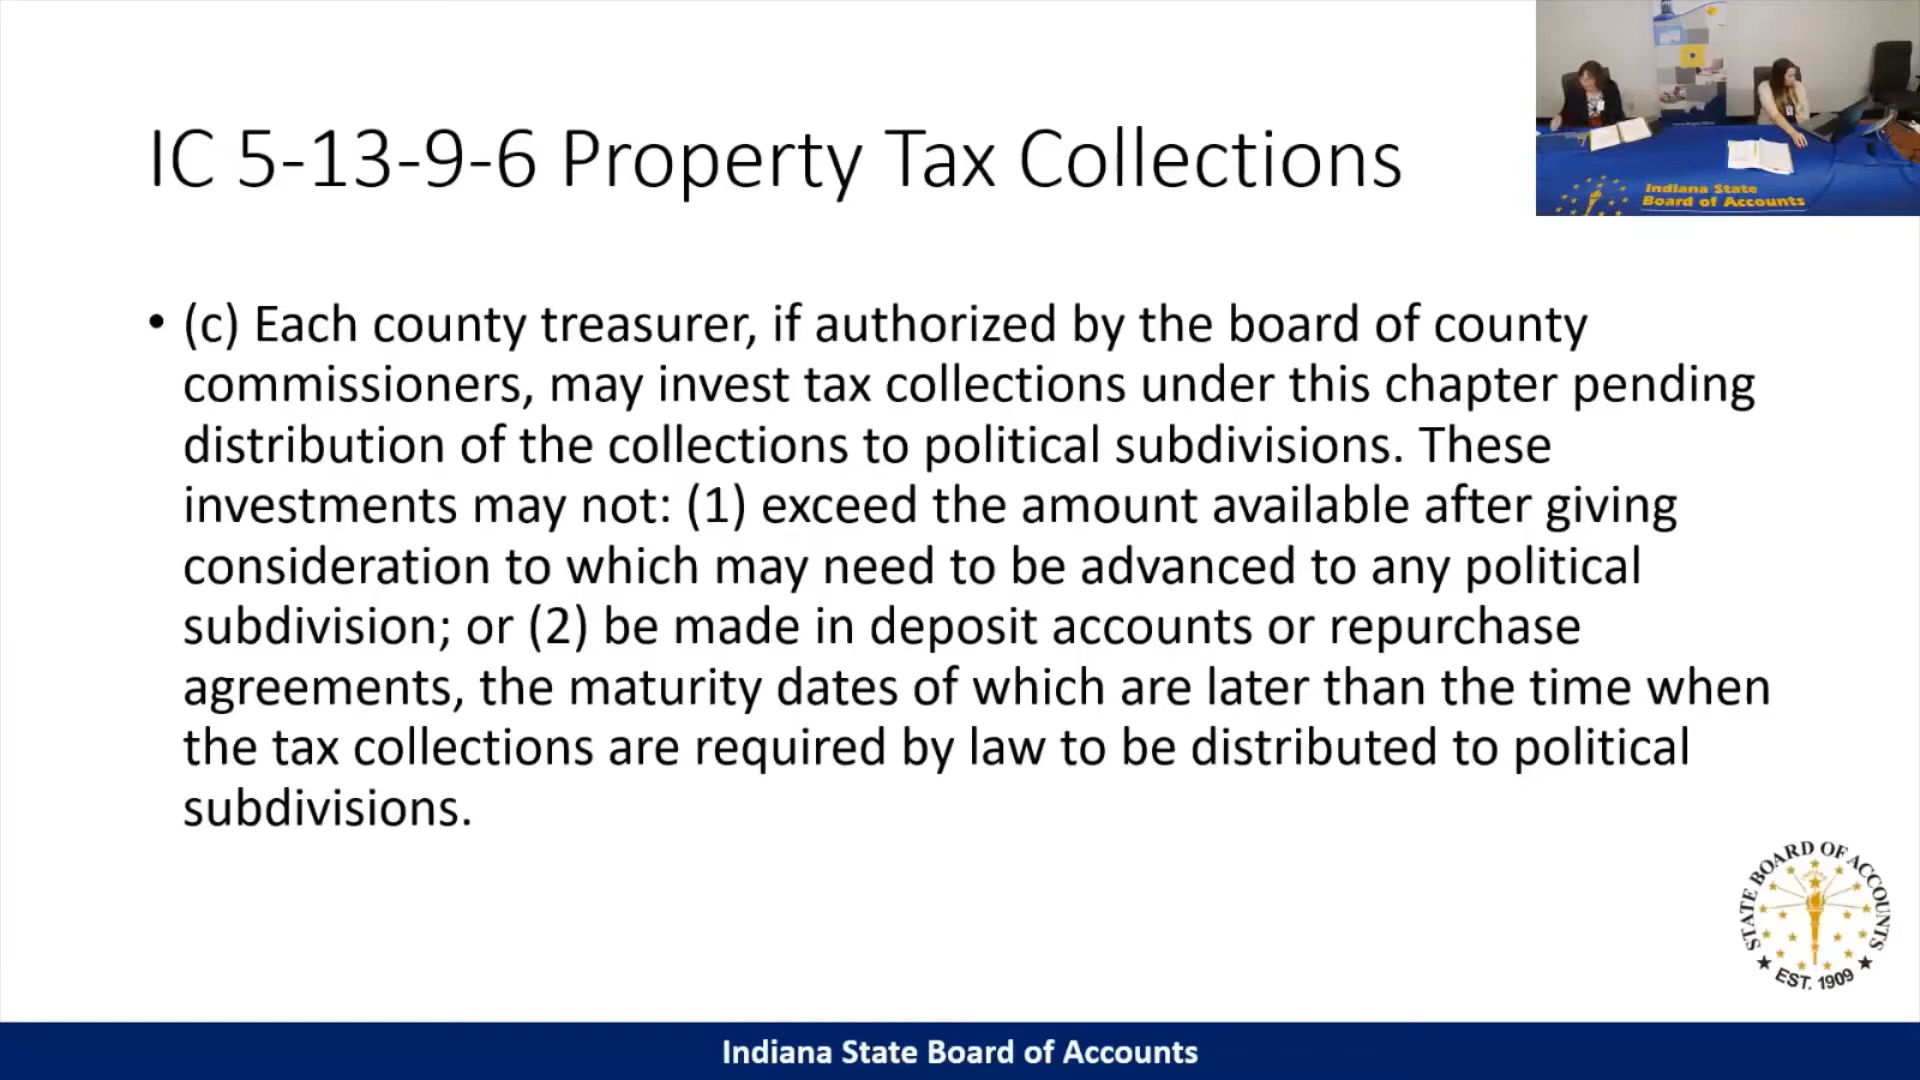 IC 5-13-9-6 Property Tax Collections
Indiana State
Board of Accounts
• (c) Each county treasurer, if authorized by the board of county
commissioners, may invest tax collections under this chapter pending
distribution of the collections to political subdivisions. These
investments may not: (1) exceed the amount available after giving
consideration to which may need to be advanced to any political
subdivision; or (2) be made in deposit accounts or repurchase
agreements, the maturity dates of which are later than the time when
the tax collections are required by law to be distributed to political
subdivisions.
STATE BOARD OF ACCOUNTS
★ EST. 1909 ★
Indiana State Board of Accounts